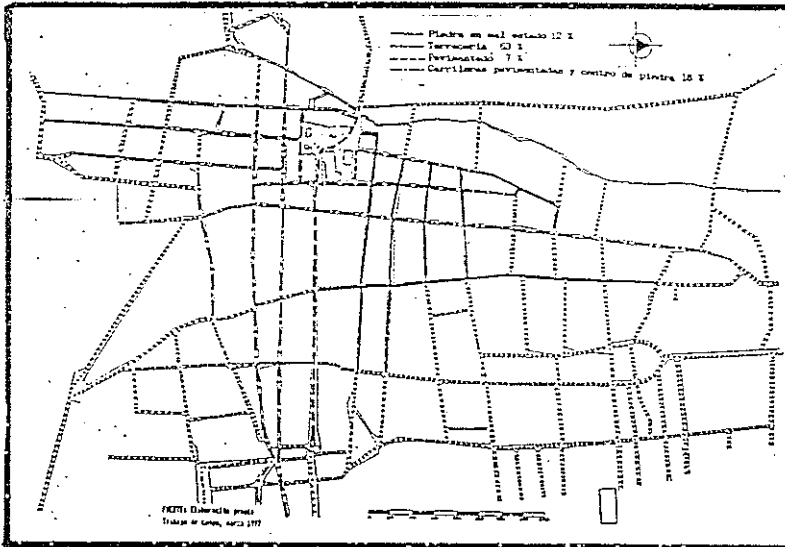 Piedra en mal estado 12 %
Terracería 63 %
Pavimentado 7 %
Carrileras pavimentadas y centro de piedra 18 %
FUENTE: Elaboración propia
Trabajo de campo, marzo 1997